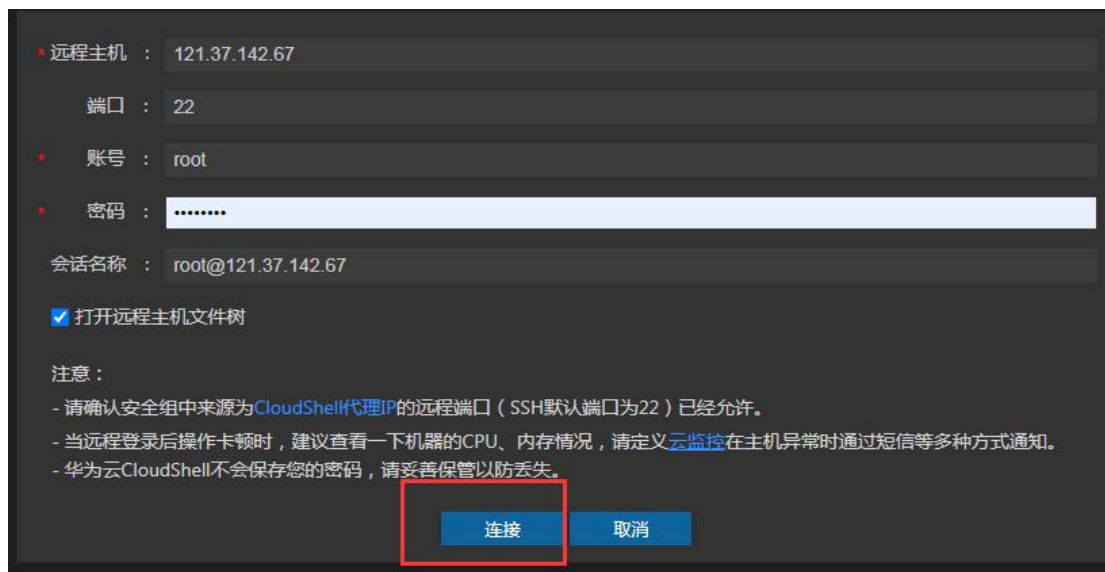 * 远程主机 : 121.37.142.67
端口 : 22
* 账号 : root
* 密码 : ••••••••
会话名称 : root@121.37.142.67
打开远程主机文件树
注意：
- 请确认安全组中来源为CloudShell代理IP的远程端口（SSH默认端口为22）已经允许。
- 当远程登录后操作卡顿时，建议查看一下机器的CPU、内存情况，请定义云监控在主机异常时通过短信等多种方式通知。
- 华为云CloudShell不会保存您的密码，请妥善保管以防丢失。
连接 取消